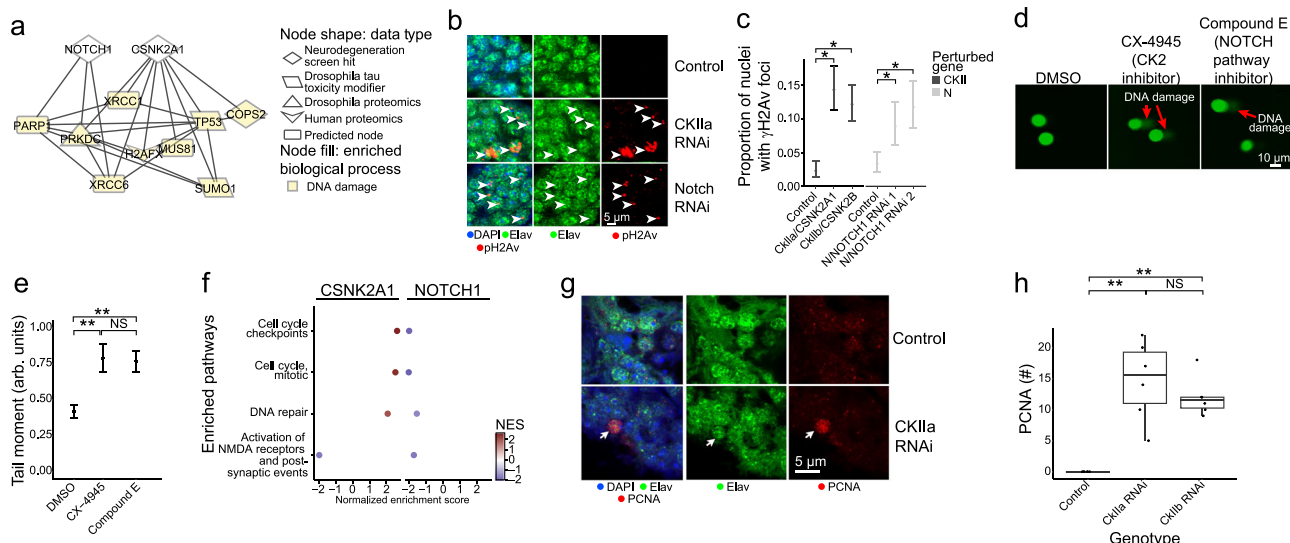 a
NOTCH1
CSNK2A1
XRCC1
PARP1
TP53
COPS2
PRKDC
H2AFX
MUS81
XRCC6
SUMO1
Node shape: data type
Neurodegeneration
screen hit
Drosophila tau
toxicity modifier
Drosophila proteomics
Human proteomics
Predicted node
Node fill: enriched
biological process
DNA damage
b
Control
CKIIa
RNAi
Notch
RNAi
5 µm
DAPI Elav
pH2Av
Elav
pH2Av
c
Proportion of nuclei
with γH2Av foci
0.15
0.10
0.05
0.00
*
*
*
*
Control
CkIIa/CSNK2A1
CkIIb/CSNK2B
Control
N/NOTCH1 RNAi 1
N/NOTCH1 RNAi 2
Perturbed
gene
CKII
N
d
DMSO
CX-4945
(CK2
inhibitor)
Compound E
(NOTCH
pathway
inhibitor)
DNA damage
DNA
damage
10 µm
e
Tail moment (arb. units)
1.00
0.75
0.50
0.25
0.00
**
**
NS
DMSO
CX-4945
Compound E
f
CSNK2A1
NOTCH1
Enriched pathways
Cell cycle
checkpoints
Cell cycle,
mitotic
DNA repair
Activation of
NMDA receptors
and post-
synaptic events
−2 −1 0 1 2
−2 −1 0 1 2
Normalized enrichment score
NES
2
1
0
−1
−2
g
Control
CKIIa
RNAi
5 µm
DAPI Elav
PCNA
Elav
PCNA
h
**
**
NS
PCNA (#)
20
15
10
5
0
Control
CkIIa RNAi
CkIIb RNAi
Genotype